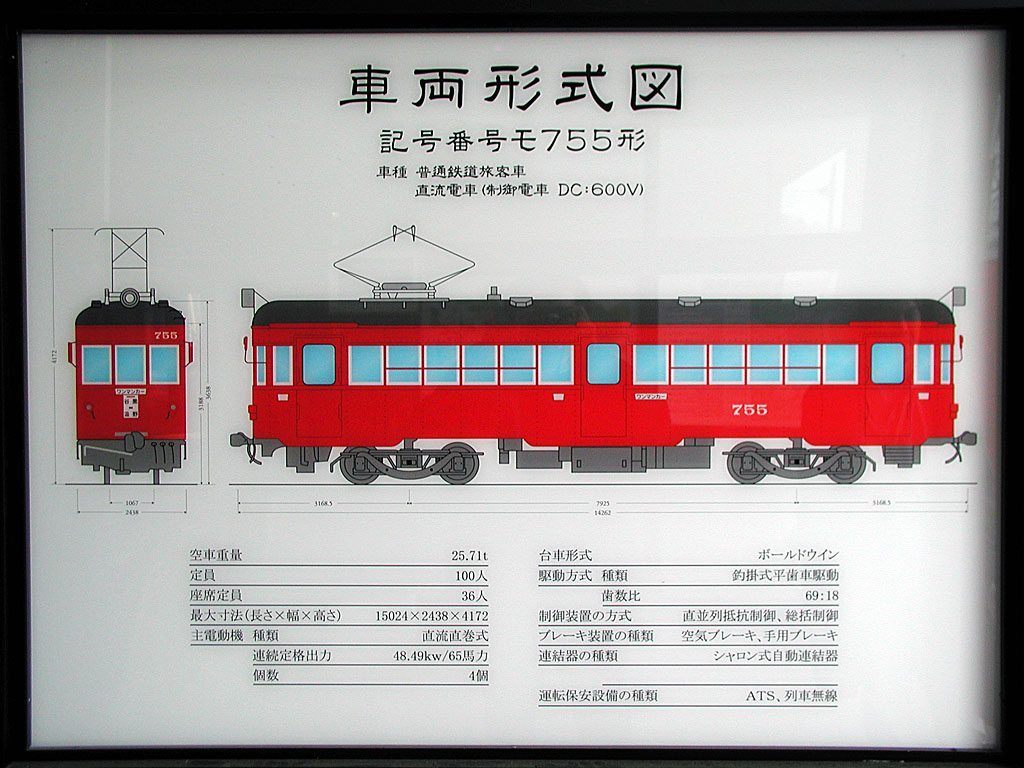 車両形式図
記号番号モ755形
車種 普通鉄道旅客車
直流電車(制御電車 DC:600V)
755
ワンマンカー
ワンマンカー
755
4172
3188
3638
1067
2438
3168.5
7925
3168.5
14262
空車重量 25.71t
定員 100人
座席定員 36人
最大寸法(長さ×幅×高さ) 15024×2438×4172
主電動機 種類 直流直巻式
連続定格出力 48.49kw/65馬力
個数 4個
台車形式 ボールドウイン
駆動方式 種類 釣掛式平歯車駆動
歯数比 69:18
制御装置の方式 直並列抵抗制御、総括制御
ブレーキ装置の種類 空気ブレーキ、手用ブレーキ
連結器の種類 シャロン式自動連結器
運転保安設備の種類 ATS、列車無線